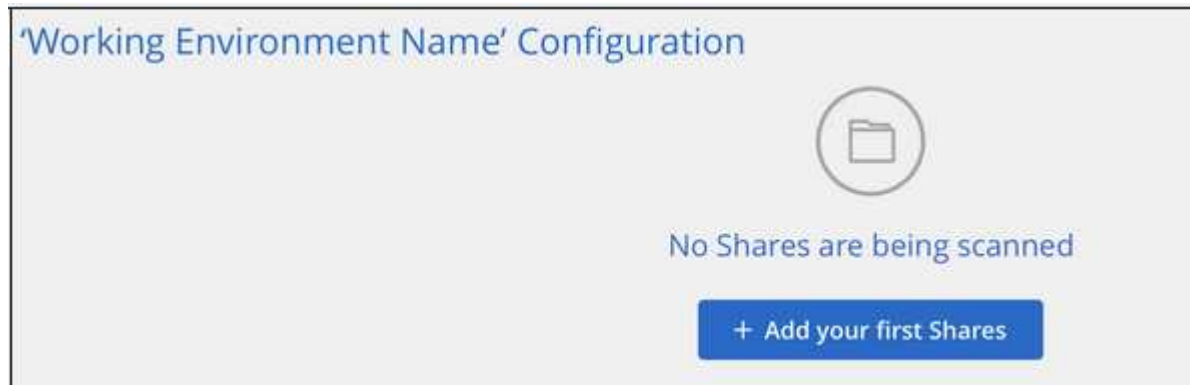 ‘Working Environment Name’ Configuration
No Shares are being scanned
+ Add your first Shares